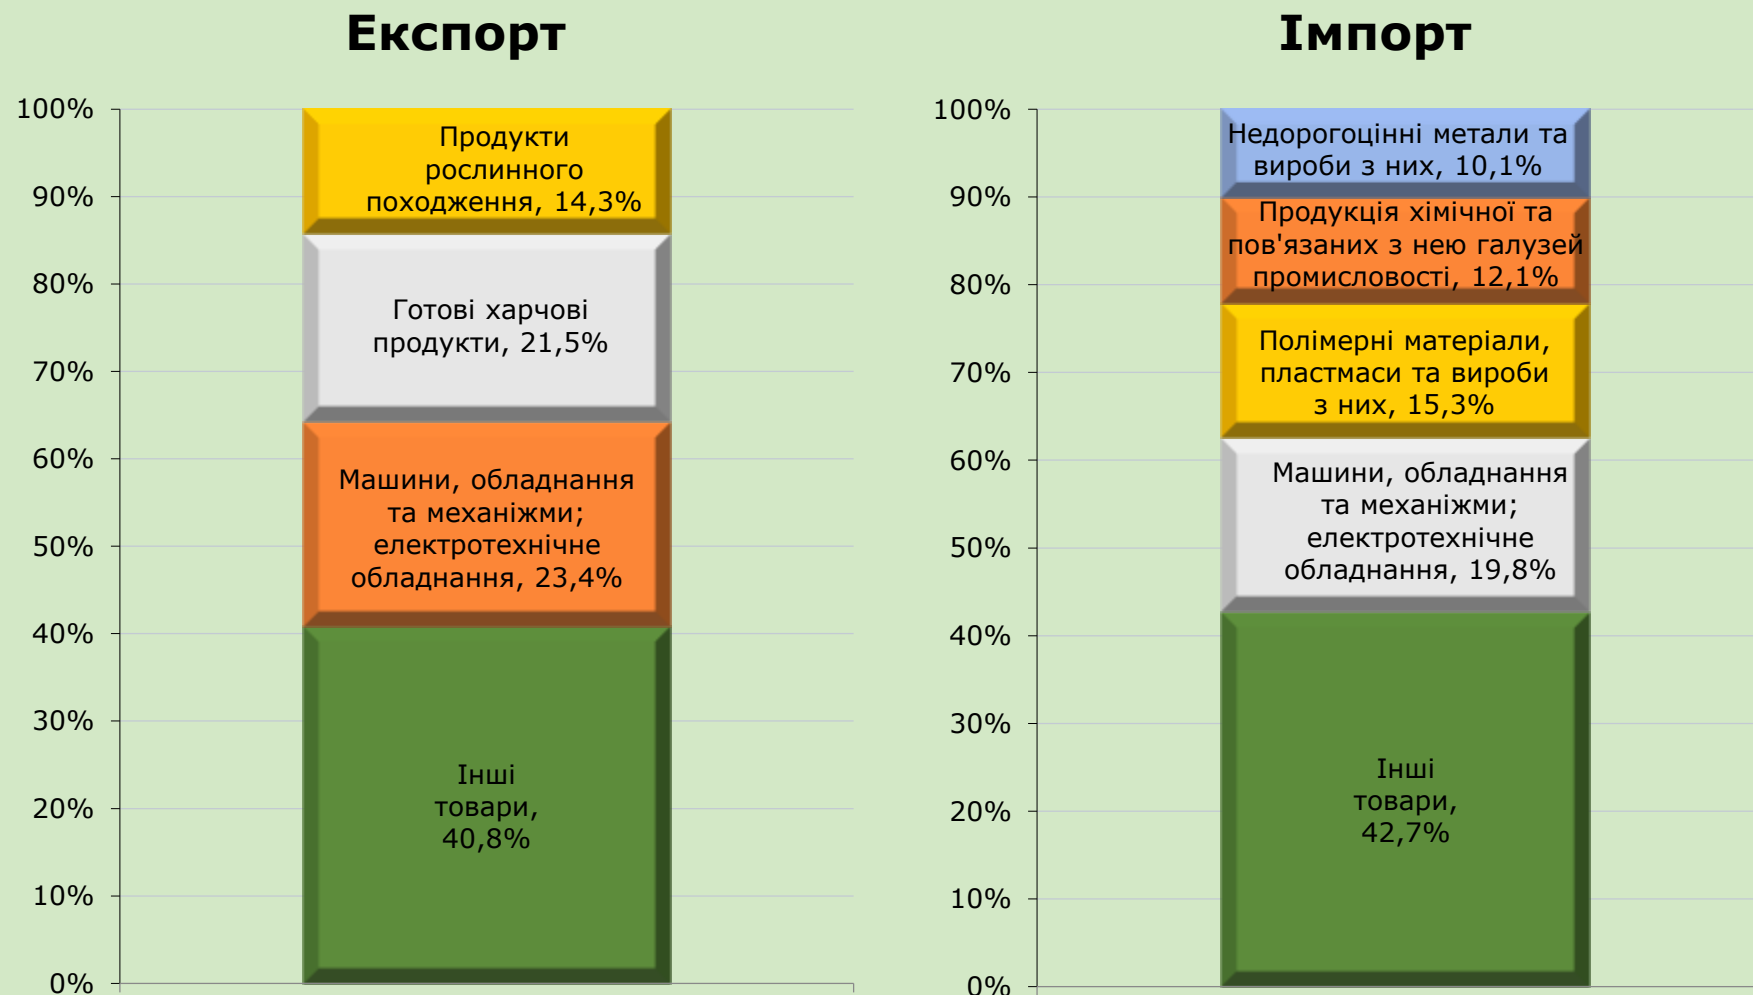 Експорт
100%
90%
80%
70%
60%
50%
40%
30%
20%
10%
0%
Продукти
рослинного
походження, 14,3%
Готові харчові
продукти, 21,5%
Машини, обладнання
та механіжми;
електротехнічне
обладнання, 23,4%
Інші
товари,
40,8%
Імпорт
100%
90%
80%
70%
60%
50%
40%
30%
20%
10%
0%
Недорогоцінні метали та
вироби з них, 10,1%
Продукція хімічної та
пов'язаних з нею галузей
промисловості, 12,1%
Полімерні матеріали,
пластмаси та вироби
з них, 15,3%
Машини, обладнання
та механіжми;
електротехнічне
обладнання, 19,8%
Інші
товари,
42,7%